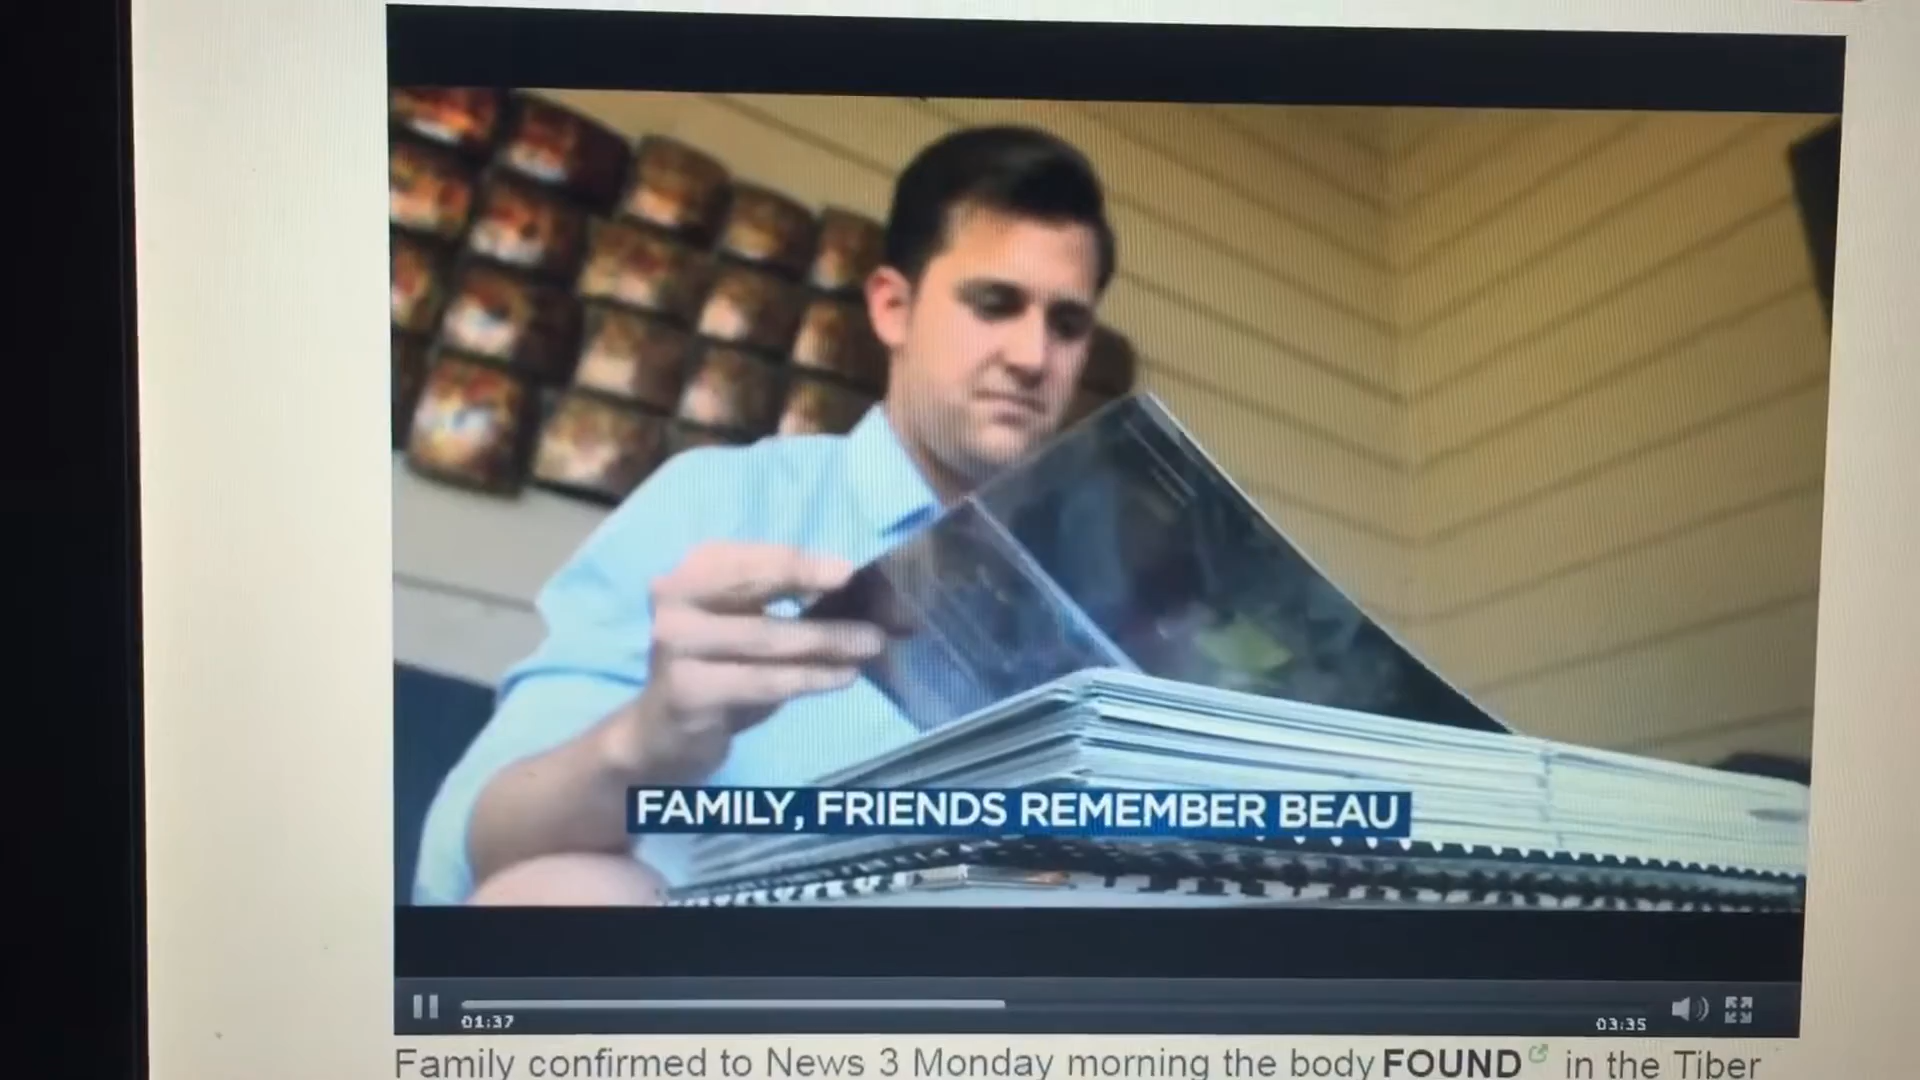 FAMILY, FRIENDS REMEMBER BEAU
01:37
03:35
Family confirmed to News 3 Monday morning the body FOUND in the Tiber